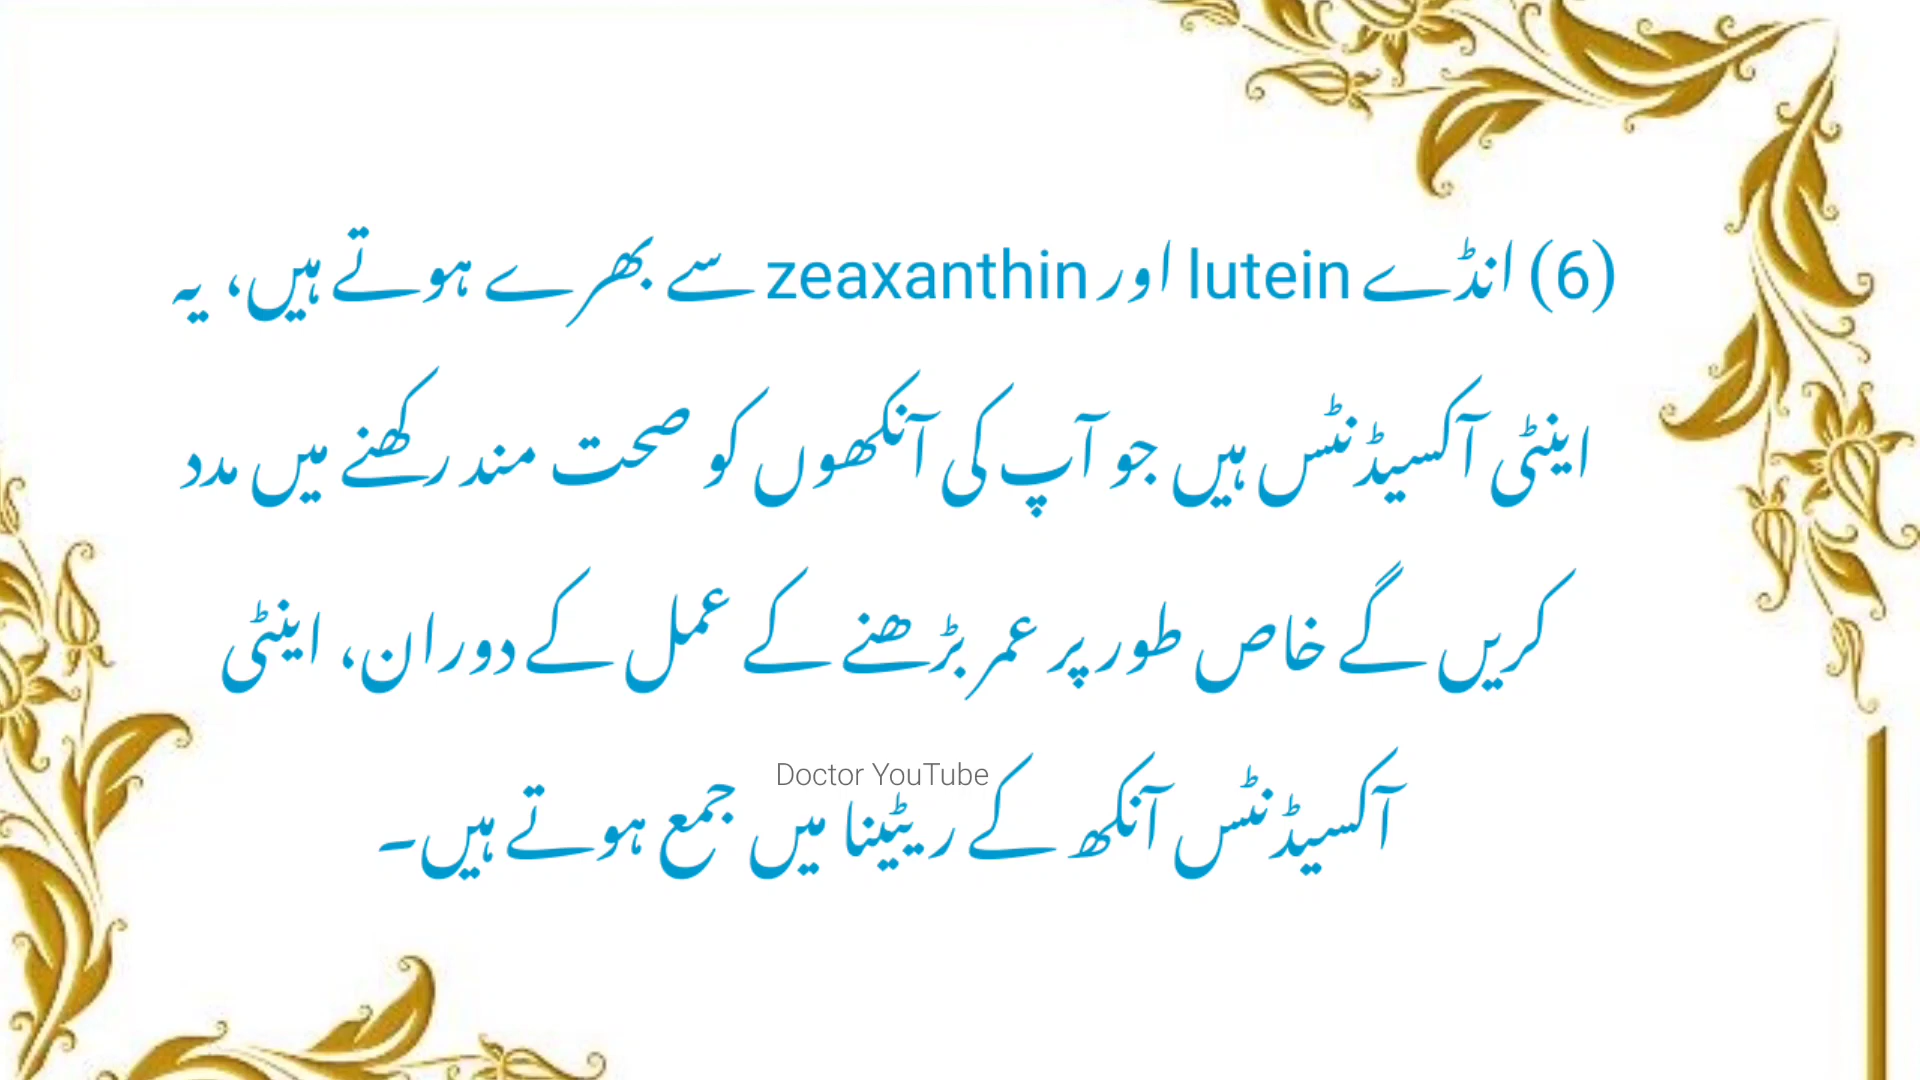 (6) انڈے lutein اور zeaxanthin سے بھرے ہوتے ہیں، یہ
اینٹی آکسیڈنٹس ہیں جو آپ کی آنکھوں کو صحت مند رکھنے میں مدد
کریں گے خاص طور پر عمر بڑھنے کے عمل کے دوران، اینٹی
Doctor YouTube
آکسیڈنٹس آنکھ کے ریٹینا میں جمع ہوتے ہیں۔